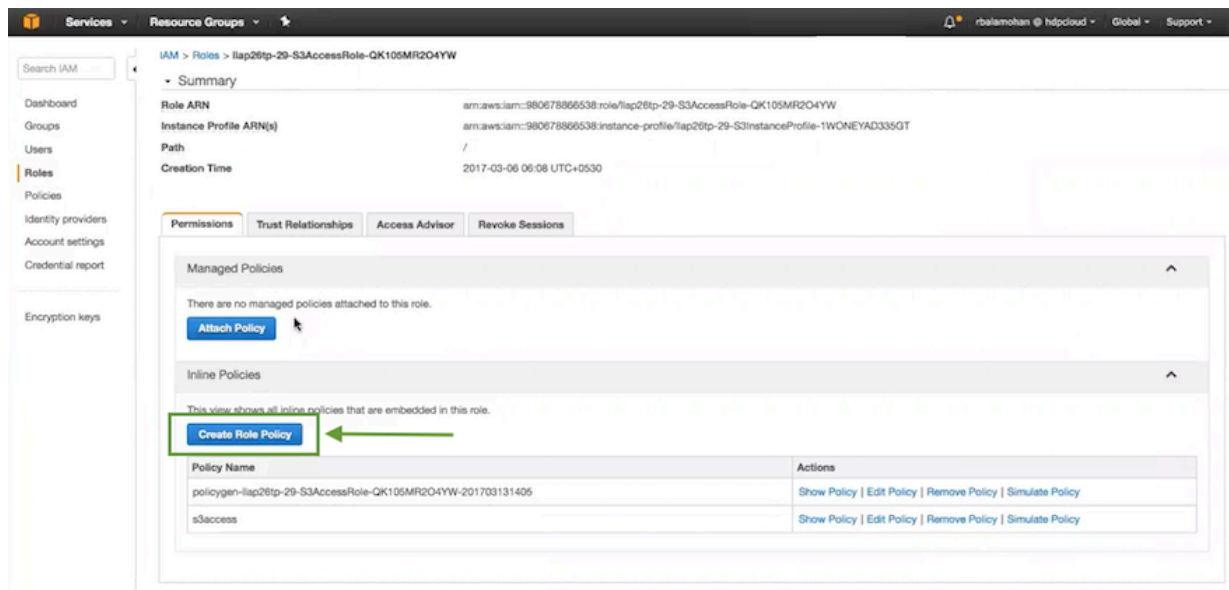 Services Resource Groups rbalamohan @ hdpcloud Global Support
Search IAM
Dashboard
Groups
Users
Roles
Policies
Identity providers
Account settings
Credential report
Encryption keys
IAM > Roles > llap26tp-29-S3AccessRole-QK105MR2O4YW
Summary
Role ARN arn:aws:iam::980678866538:role/llap26tp-29-S3AccessRole-QK105MR2O4YW
Instance Profile ARN(s) arn:aws:iam::980678866538:instance-profile/llap26tp-29-S3InstanceProfile-1WONEYAD335GT
Path /
Creation Time 2017-03-06 06:08 UTC+0530
Permissions Trust Relationships Access Advisor Revoke Sessions
Managed Policies
There are no managed policies attached to this role.
Attach Policy
Inline Policies
This view shows all inline policies that are embedded in this role.
Create Role Policy
Policy Name Actions
policygen-llap26tp-29-S3AccessRole-QK105MR2O4YW-201703131405 Show Policy | Edit Policy | Remove Policy | Simulate Policy
s3access Show Policy | Edit Policy | Remove Policy | Simulate Policy